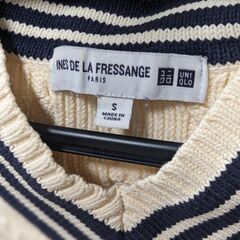 INES DE LA FRESSANGE
PARIS
ユニ
クロ
UNI
QLO
S
MADE IN
CHINA